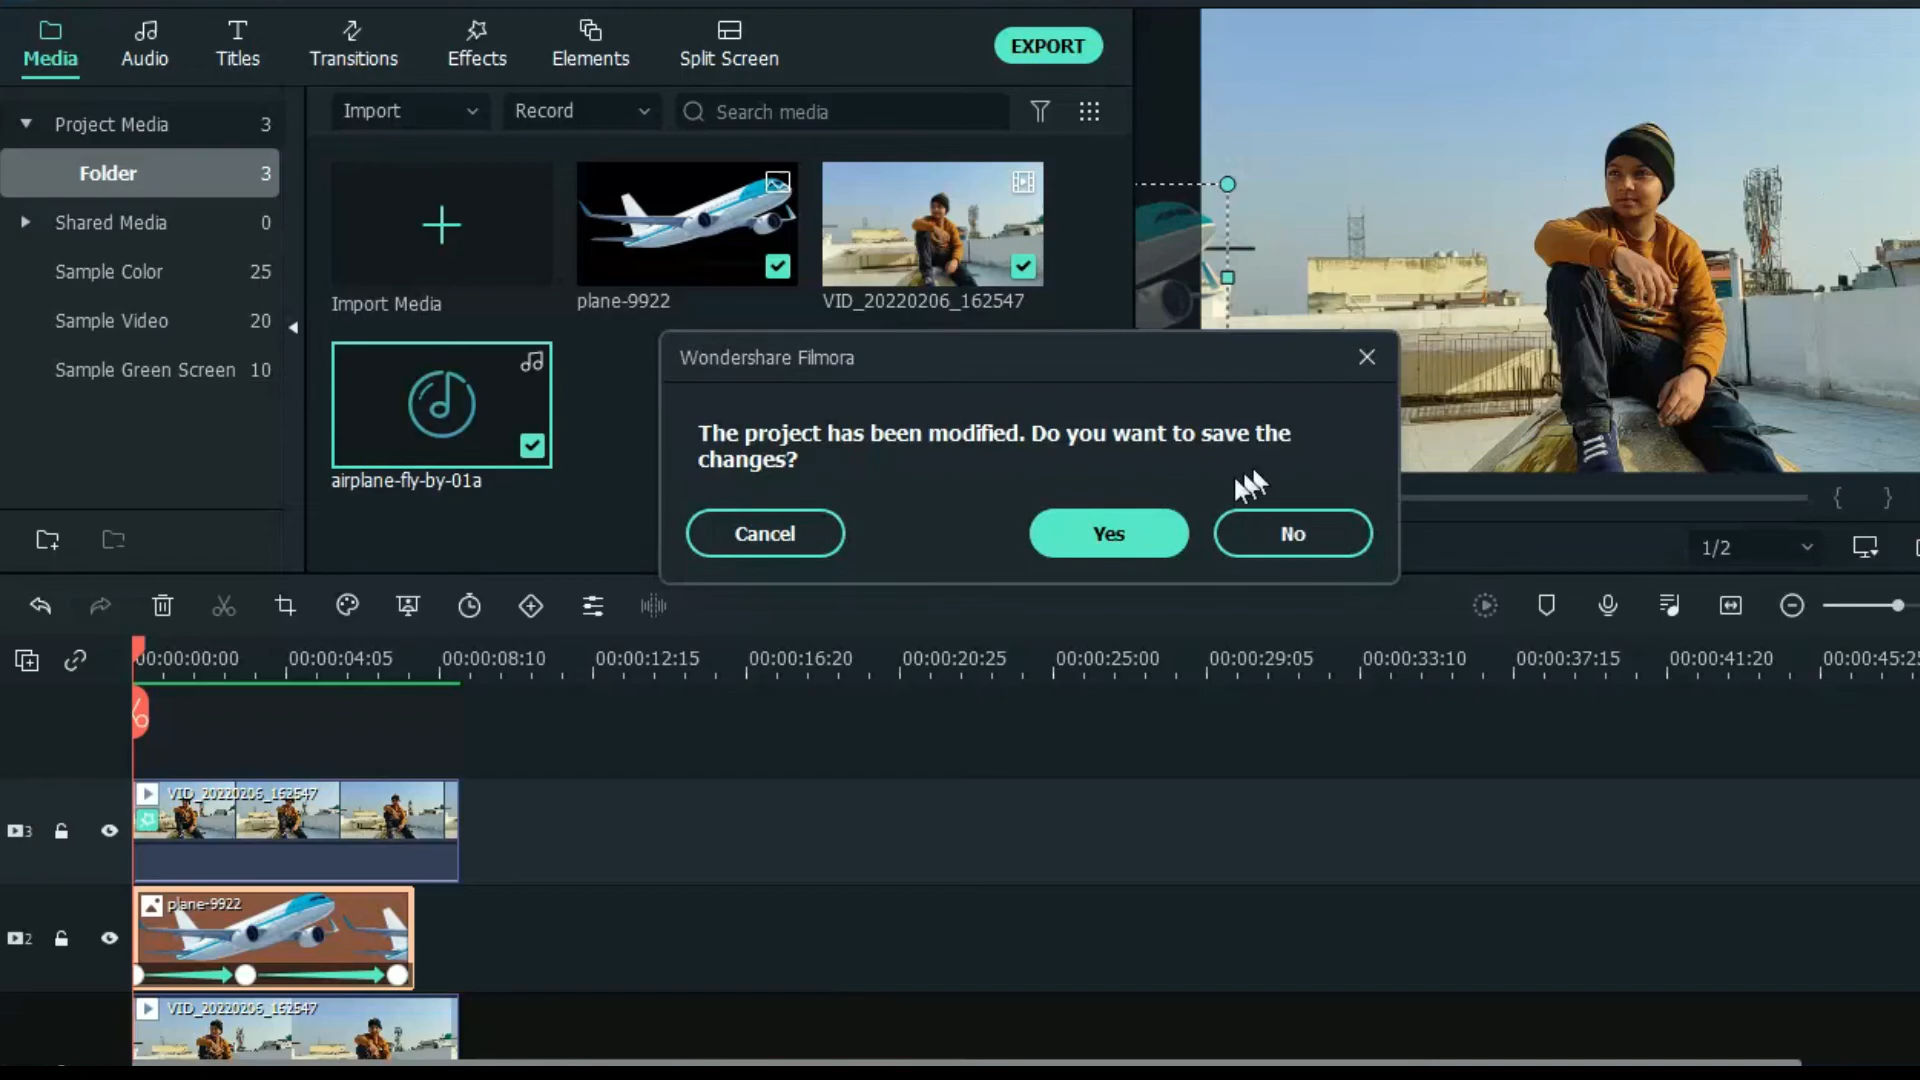 Media
Audio
Titles
Transitions
Effects
Elements
Split Screen
EXPORT
Project Media 3
Folder 3
Shared Media 0
Sample Color 25
Sample Video 20
Sample Green Screen 10
Import
Record
Search media
Import Media
plane-9922
VID_20220206_162547
airplane-fly-by-01a
Wondershare Filmora
The project has been modified. Do you want to save the
changes?
Cancel
Yes
No
{ }
1/2
00:00:00:00 00:00:04:05 00:00:08:10 00:00:12:15 00:00:16:20 00:00:20:25 00:00:25:00 00:00:29:05 00:00:33:10 00:00:37:15 00:00:41:20 00:00:45:25
VID_20220206_162547
3
plane-9922
2
VID_20220206_162547